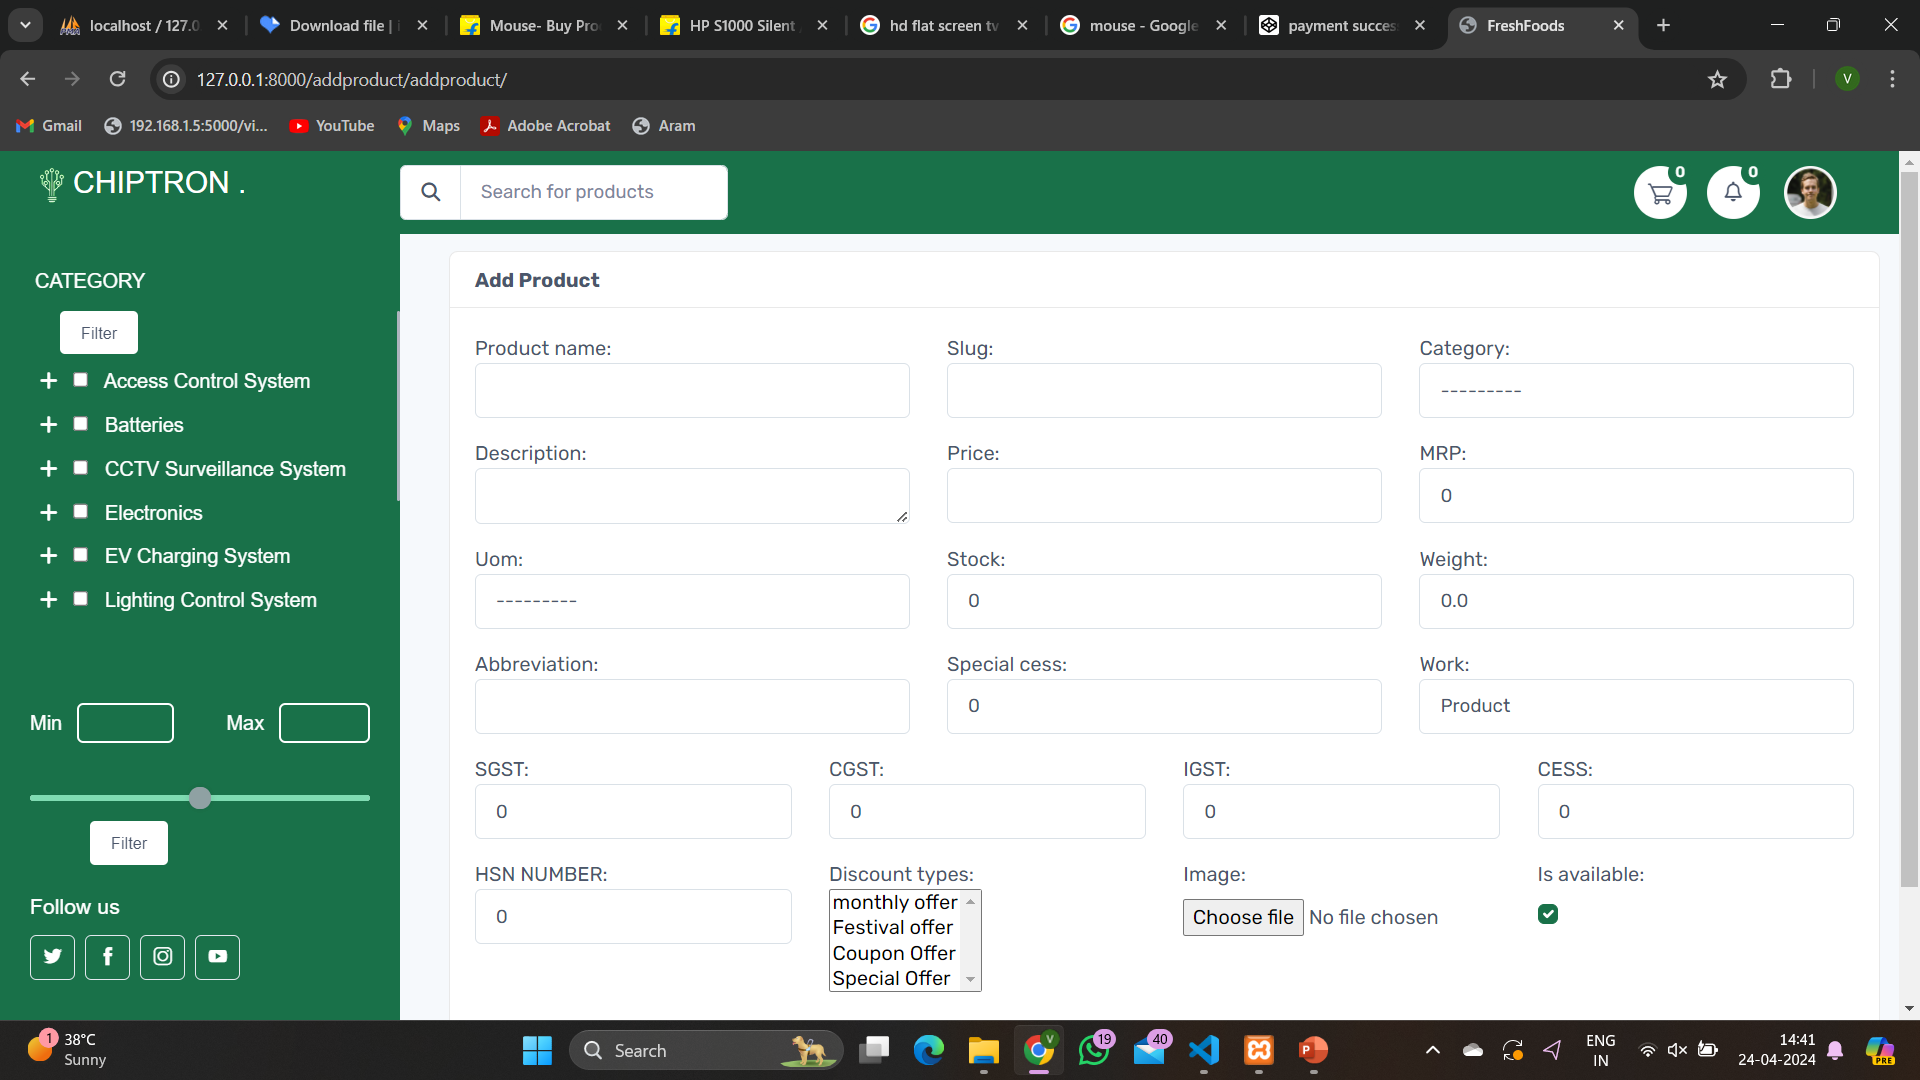 localhost / 127.0
Download file | i
Mouse- Buy Pro
HP S1000 Silent
hd flat screen tv
mouse - Google
payment succes
FreshFoods
127.0.0.1:8000/addproduct/addproduct/
V
Gmail
192.168.1.5:5000/vi...
YouTube
Maps
Adobe Acrobat
Aram
CHIPTRON .
Search for products
0
0
CATEGORY
Filter
Access Control System
Batteries
CCTV Surveillance System
Electronics
EV Charging System
Lighting Control System
Min
Max
Filter
Follow us
Add Product
Product name:
Slug:
Category:
---------
Description:
Price:
MRP:
0
Uom:
Stock:
Weight:
---------
0
0.0
Abbreviation:
Special cess:
Work:
0
Product
SGST:
CGST:
IGST:
CESS:
0
0
0
0
HSN NUMBER:
Discount types:
Image:
Is available:
0
monthly offer
Festival offer
Coupon Offer
Special Offer
Choose file No file chosen
1
38°C
Sunny
Search
V
19
40
P
ENG
IN
14:41
24-04-2024
PRE